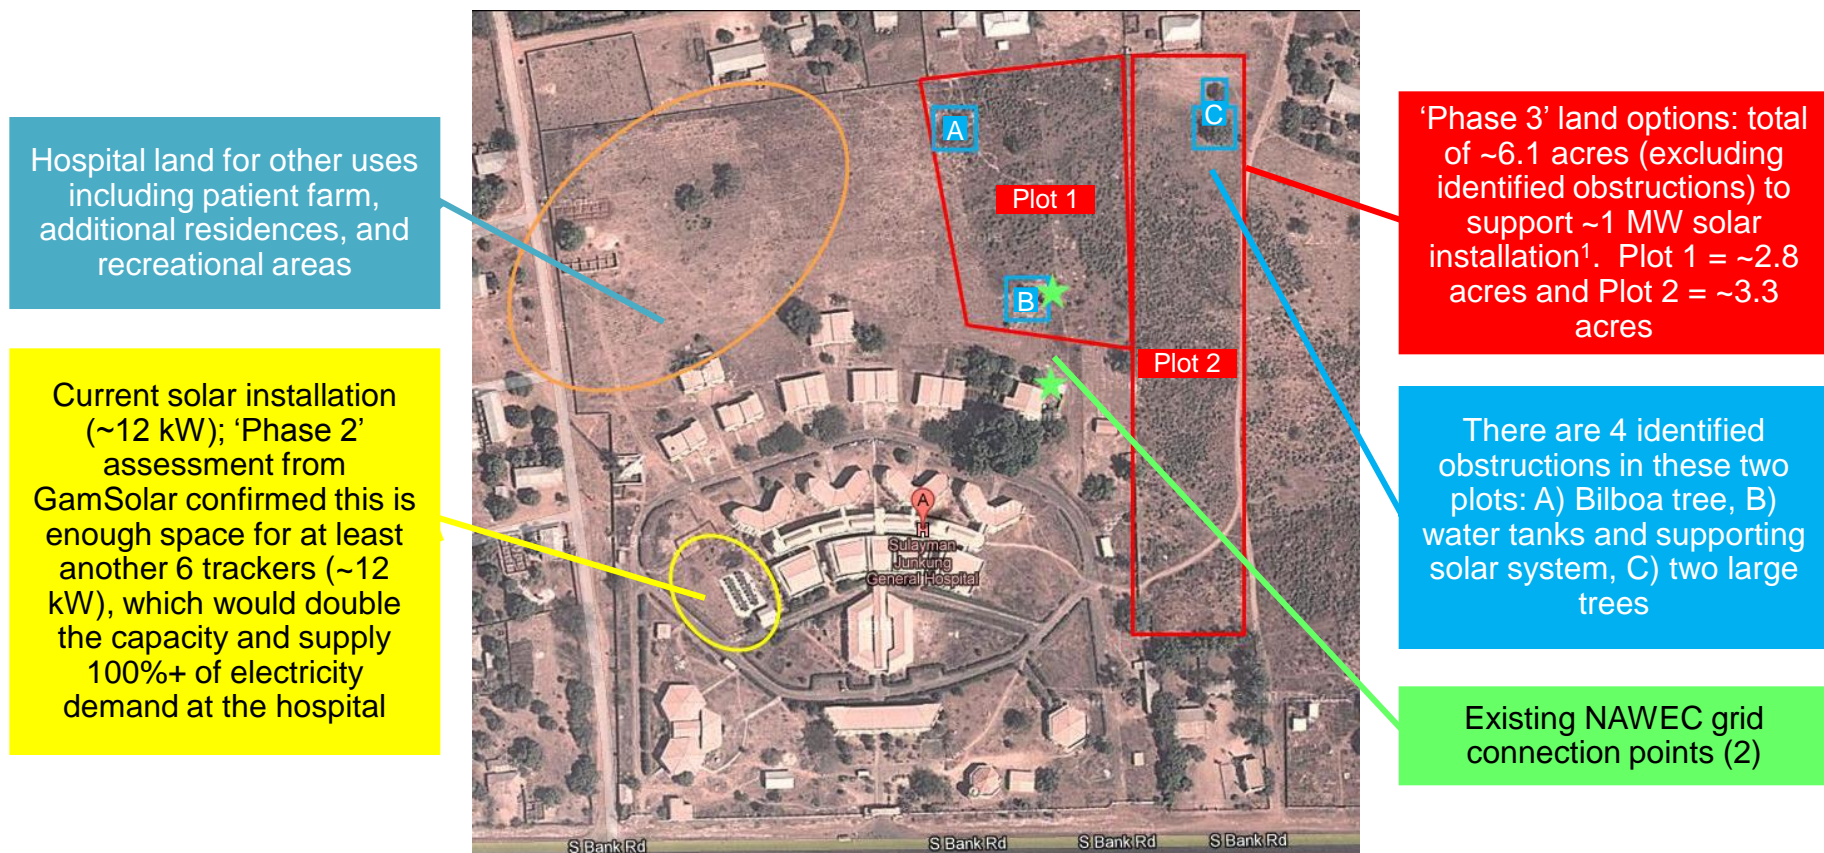 Hospital land for other uses
including patient farm,
additional residences, and
recreational areas
Current solar installation
(~12 kW); ‘Phase 2’
assessment from
GamSolar confirmed this is
enough space for at least
another 6 trackers (~12
kW), which would double
the capacity and supply
100%+ of electricity
demand at the hospital
A
C
Plot 1
B
Plot 2
A
H
Sulayman
Junkung
General Hospital
S Bank Rd
S Bank Rd
S Bank Rd
S Bank Rd
‘Phase 3’ land options: total
of ~6.1 acres (excluding
identified obstructions) to
support ~1 MW solar
installation¹.  Plot 1 = ~2.8
acres and Plot 2 = ~3.3
acres
There are 4 identified
obstructions in these two
plots: A) Bilboa tree, B)
water tanks and supporting
solar system, C) two large
trees
Existing NAWEC grid
connection points (2)